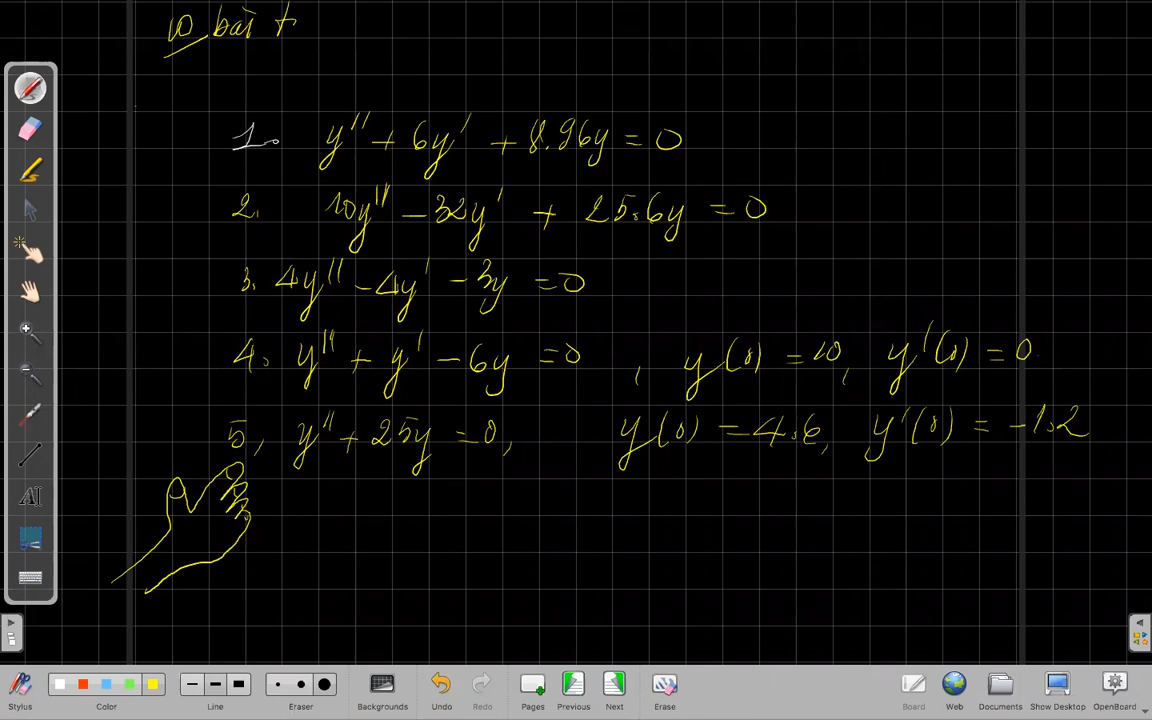 10 bài t
1. y'' + 6y' + 8.96y = 0
2. 10y'' - 32y' + 25.6y = 0
3. 4y'' - 4y' - 3y = 0
4. y'' + y' - 6y = 0, y(0) = 10, y'(0) = 0
5, y'' + 25y = 0, y(0) = 4.6, y'(0) = -1.2
Stylus Color Line Eraser Backgrounds Undo Redo Pages Previous Next Erase Board Web Documents Show Desktop OpenBoard